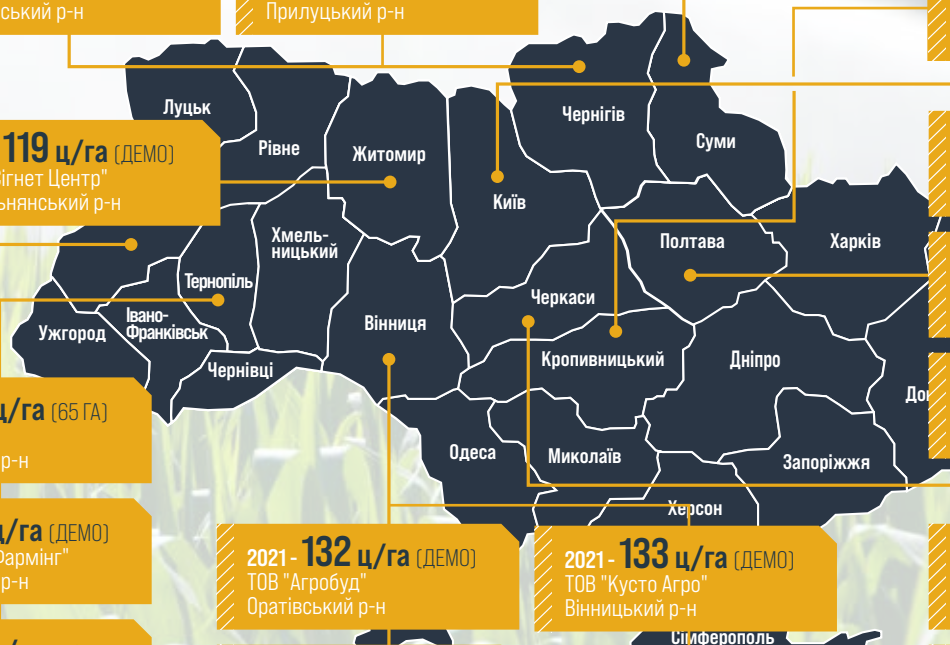 ський р-н
Прилуцький р-н
Луцьк
Рівне
Житомир
Чернігів
Суми
119 ц/га (ДЕМО)
ігнет Центр"
ьнянський р-н
Київ
Хмель-
ницький
Тернопіль
Полтава
Харків
Ужгород
Івано-
Франківськ
Вінниця
Черкаси
Чернівці
Кропивницький
Дніпро
До
ц/га (65 ГА)
р-н
Одеса
Миколаїв
Запоріжжя
Херсон
ц/га (ДЕМО)
Фармінг"
р-н
2021 - 132 ц/га (ДЕМО)
ТОВ "Агробуд"
Оратівський р-н
2021 - 133 ц/га (ДЕМО)
ТОВ "Кусто Агро"
Вінницький р-н
Сімферополь